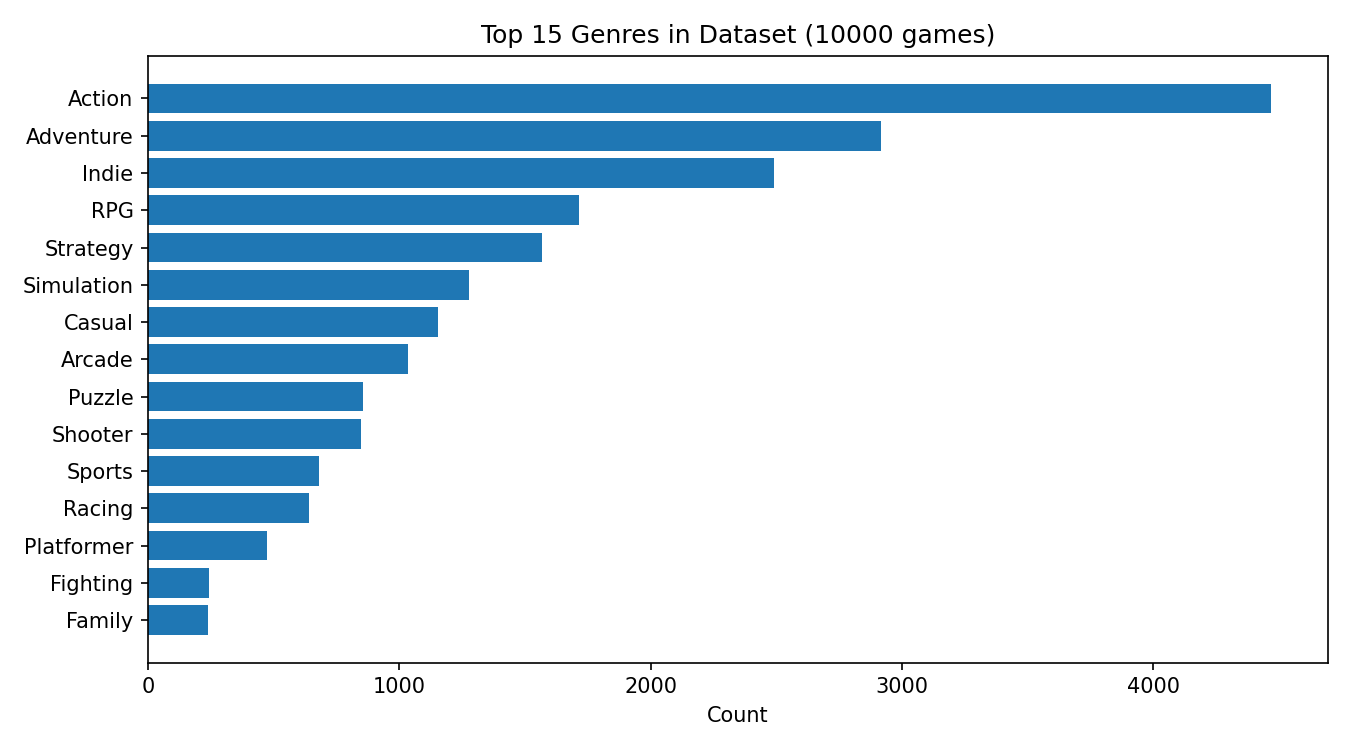 Top 15 Genres in Dataset (10000 games)
Action
Adventure
Indie
RPG
Strategy
Simulation
Casual
Arcade
Puzzle
Shooter
Sports
Racing
Platformer
Fighting
Family
0 1000 2000 3000 4000
Count